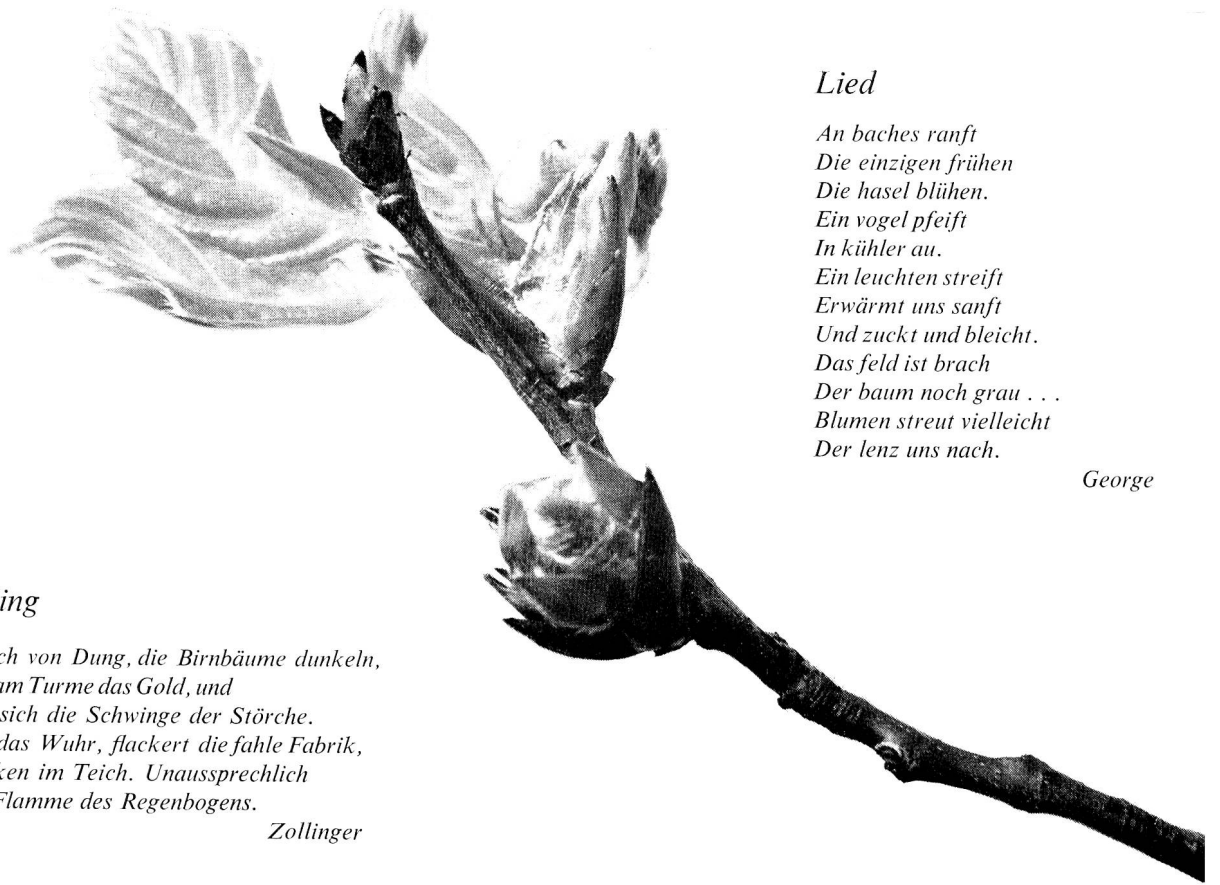 Lied
An baches ranft
Die einzigen frühen
Die hasel blühen.
Ein vogel pfeift
In kühler au.
Ein leuchten streift
Erwärmt uns sanft
Und zuckt und bleicht.
Das feld ist brach
Der baum noch grau . . .
Blumen streut vielleicht
Der lenz uns nach.
George
ing
ch von Dung, die Birnbäume dunkeln,
am Turme das Gold, und
sich die Schwinge der Störche.
das Wuhr, flackert die fahle Fabrik,
ken im Teich. Unaussprechlich
Flamme des Regenbogens.
Zollinger